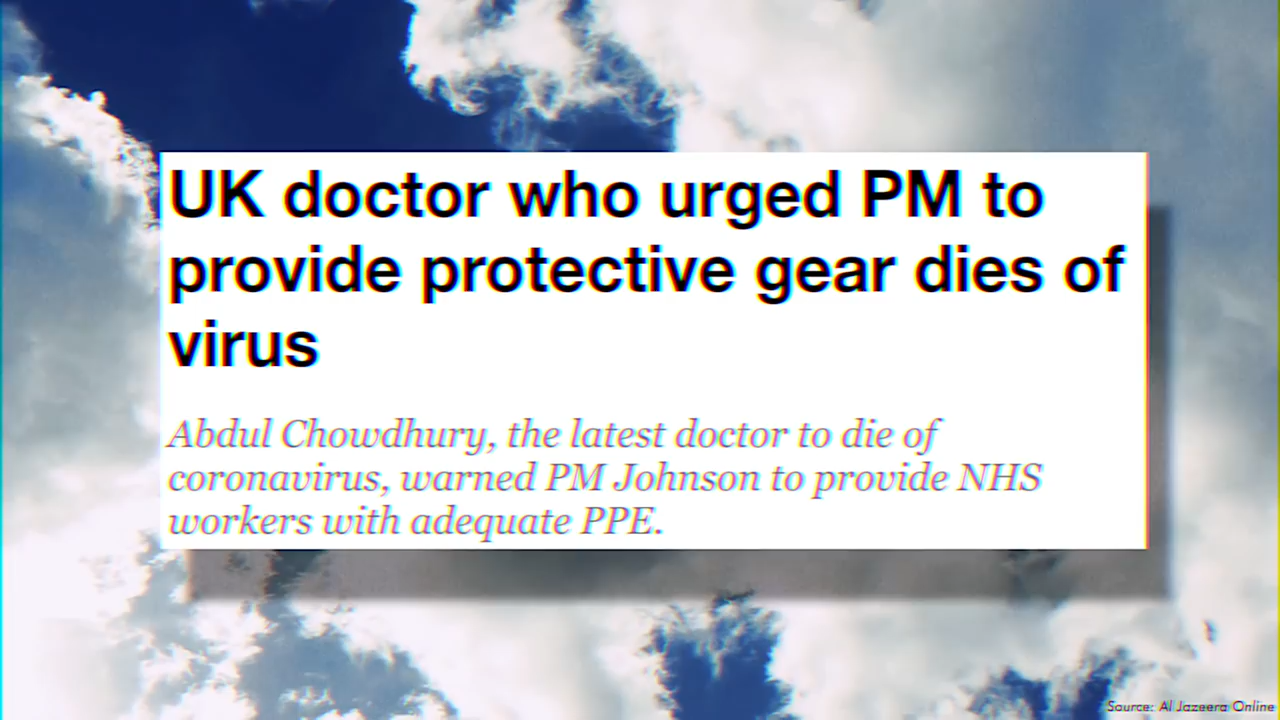 UK doctor who urged PM to
provide protective gear dies of
virus
Abdul Chowdhury, the latest doctor to die of
coronavirus, warned PM Johnson to provide NHS
workers with adequate PPE.
Source: Al Jazeera Online